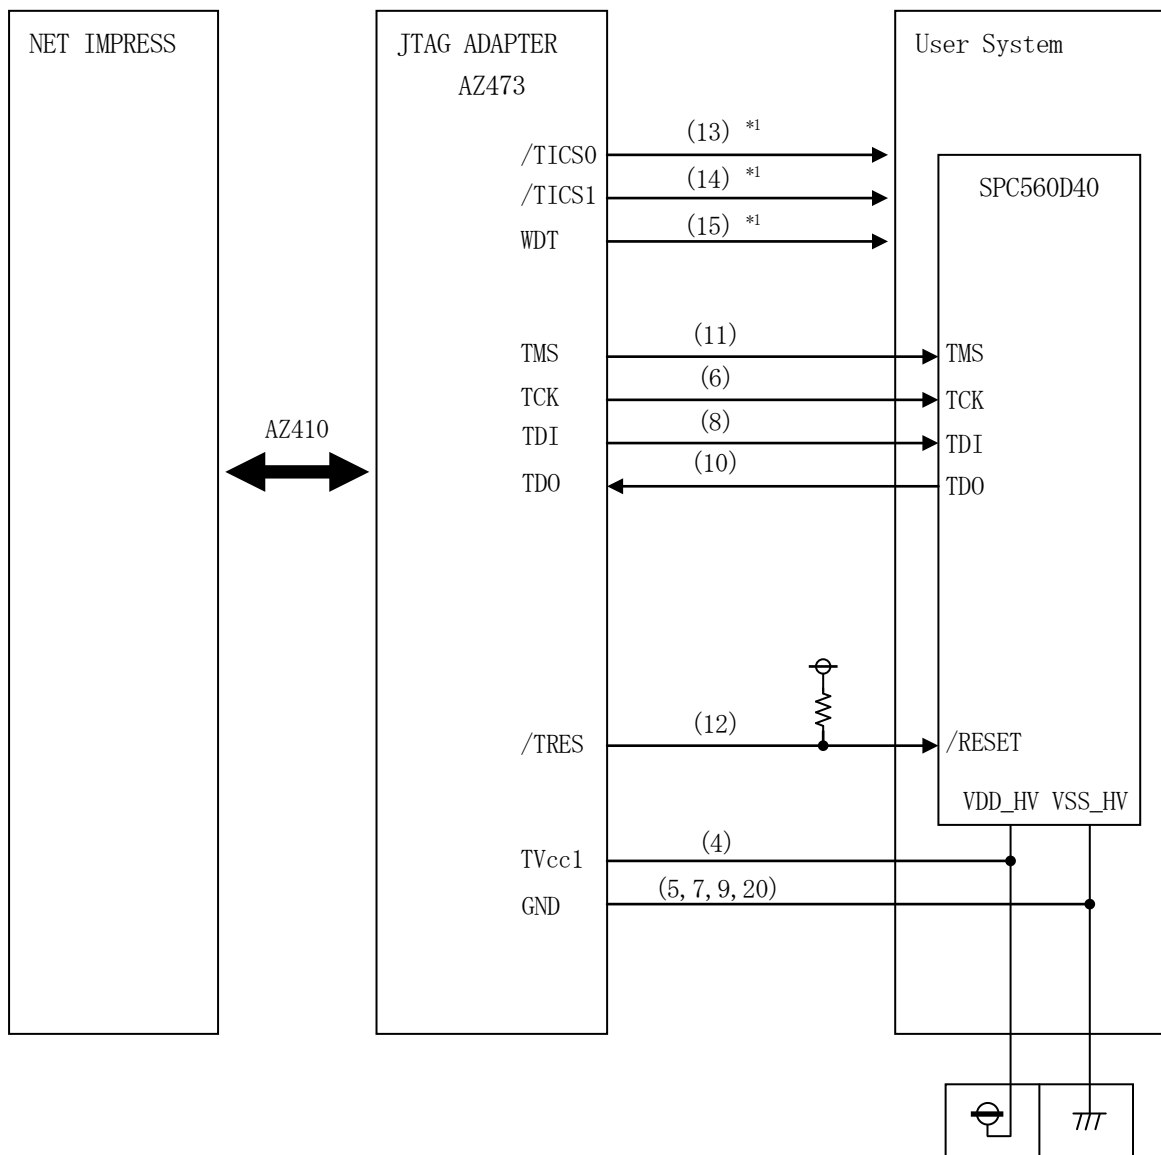 NET IMPRESS
JTAG ADAPTER
AZ473
User System
/TICS0
(13) *1
SPC560D40
/TICS1
(14) *1
WDT
(15) *1
TMS
(11)
TMS
TCK
(6)
TCK
AZ410
TDI
(8)
TDI
TDO
(10)
TDO
/TRES
(12)
/RESET
VDD_HV VSS_HV
TVcc1
(4)
GND
(5,7,9,20)